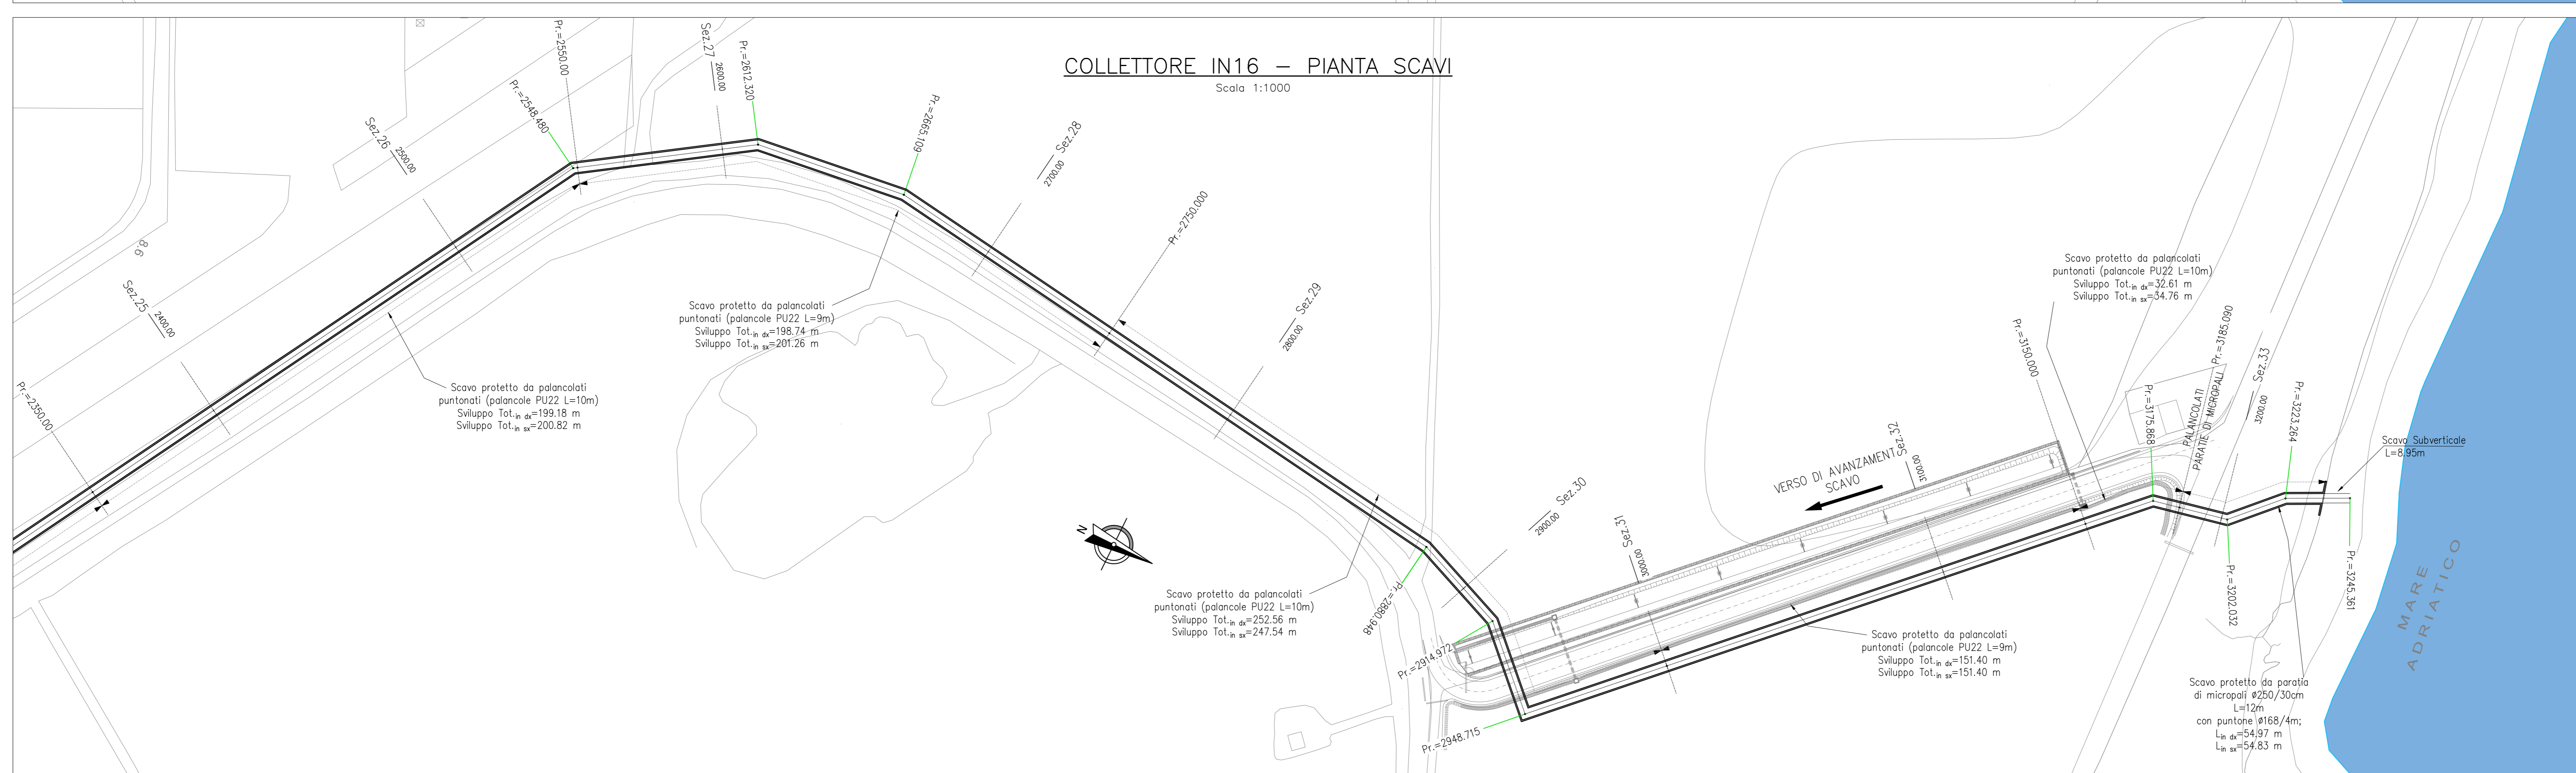 COLLETTORE IN16 – PIANTA SCAVI
Scala 1:1000
8.6
Pr.=2350.00
Sez.25
2400.00
Sez.26
2500.00
Pr.=2548.480
Pr.=2550.00
Sez.27
2600.00
Pr.=2612.320
Pr.=2665.109
Sez.28
2700.00
Pr.=2750.000
Sez.29
2800.00
Scavo protetto da palancolati
puntonati (palancole PU22 L=10m)
Sviluppo Tot.in dx=199.18 m
Sviluppo Tot.in sx=200.82 m
Scavo protetto da palancolati
puntonati (palancole PU22 L=9m)
Sviluppo Tot.in dx=198.74 m
Sviluppo Tot.in sx=201.26 m
N
Scavo protetto da palancolati
puntonati (palancole PU22 L=10m)
Sviluppo Tot.in dx=252.56 m
Sviluppo Tot.in sx=247.54 m
Pr.=2880.948
Sez.30
2900.00
Pr.=2914.972
Pr.=2948.715
Sez.31
3000.00
VERSO DI AVANZAMENT
SCAVO
Sez.32
3100.00
Scavo protetto da palancolati
puntonati (palancole PU22 L=9m)
Sviluppo Tot.in dx=151.40 m
Sviluppo Tot.in sx=151.40 m
Pr.=3150.000
Scavo protetto da palancolati
puntonati (palancole PU22 L=10m)
Sviluppo Tot.in dx=32.61 m
Sviluppo Tot.in sx=34.76 m
Pr.=3175.868
PALANCOLATI
PARATIE DI MICROPALI
Pr.=3185.090
Sez.33
3200.00
Pr.=3202.032
Pr.=3223.264
Scavo Subverticale
L=8.95m
Pr.=3245.361
Scavo protetto da paratia
di micropali ø250/30cm
L=12m
con puntone ø168/4m;
Lin dx=54.97 m
Lin sx=54.83 m
MARE
ADRIATICO